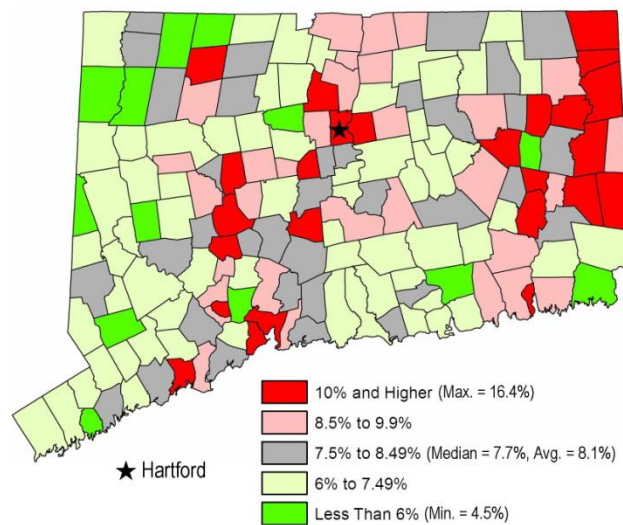 10% and Higher (Max. = 16.4%)
8.5% to 9.9%
7.5% to 8.49% (Median = 7.7%, Avg. = 8.1%)
6% to 7.49%
Less Than 6% (Min. = 4.5%)
Hartford